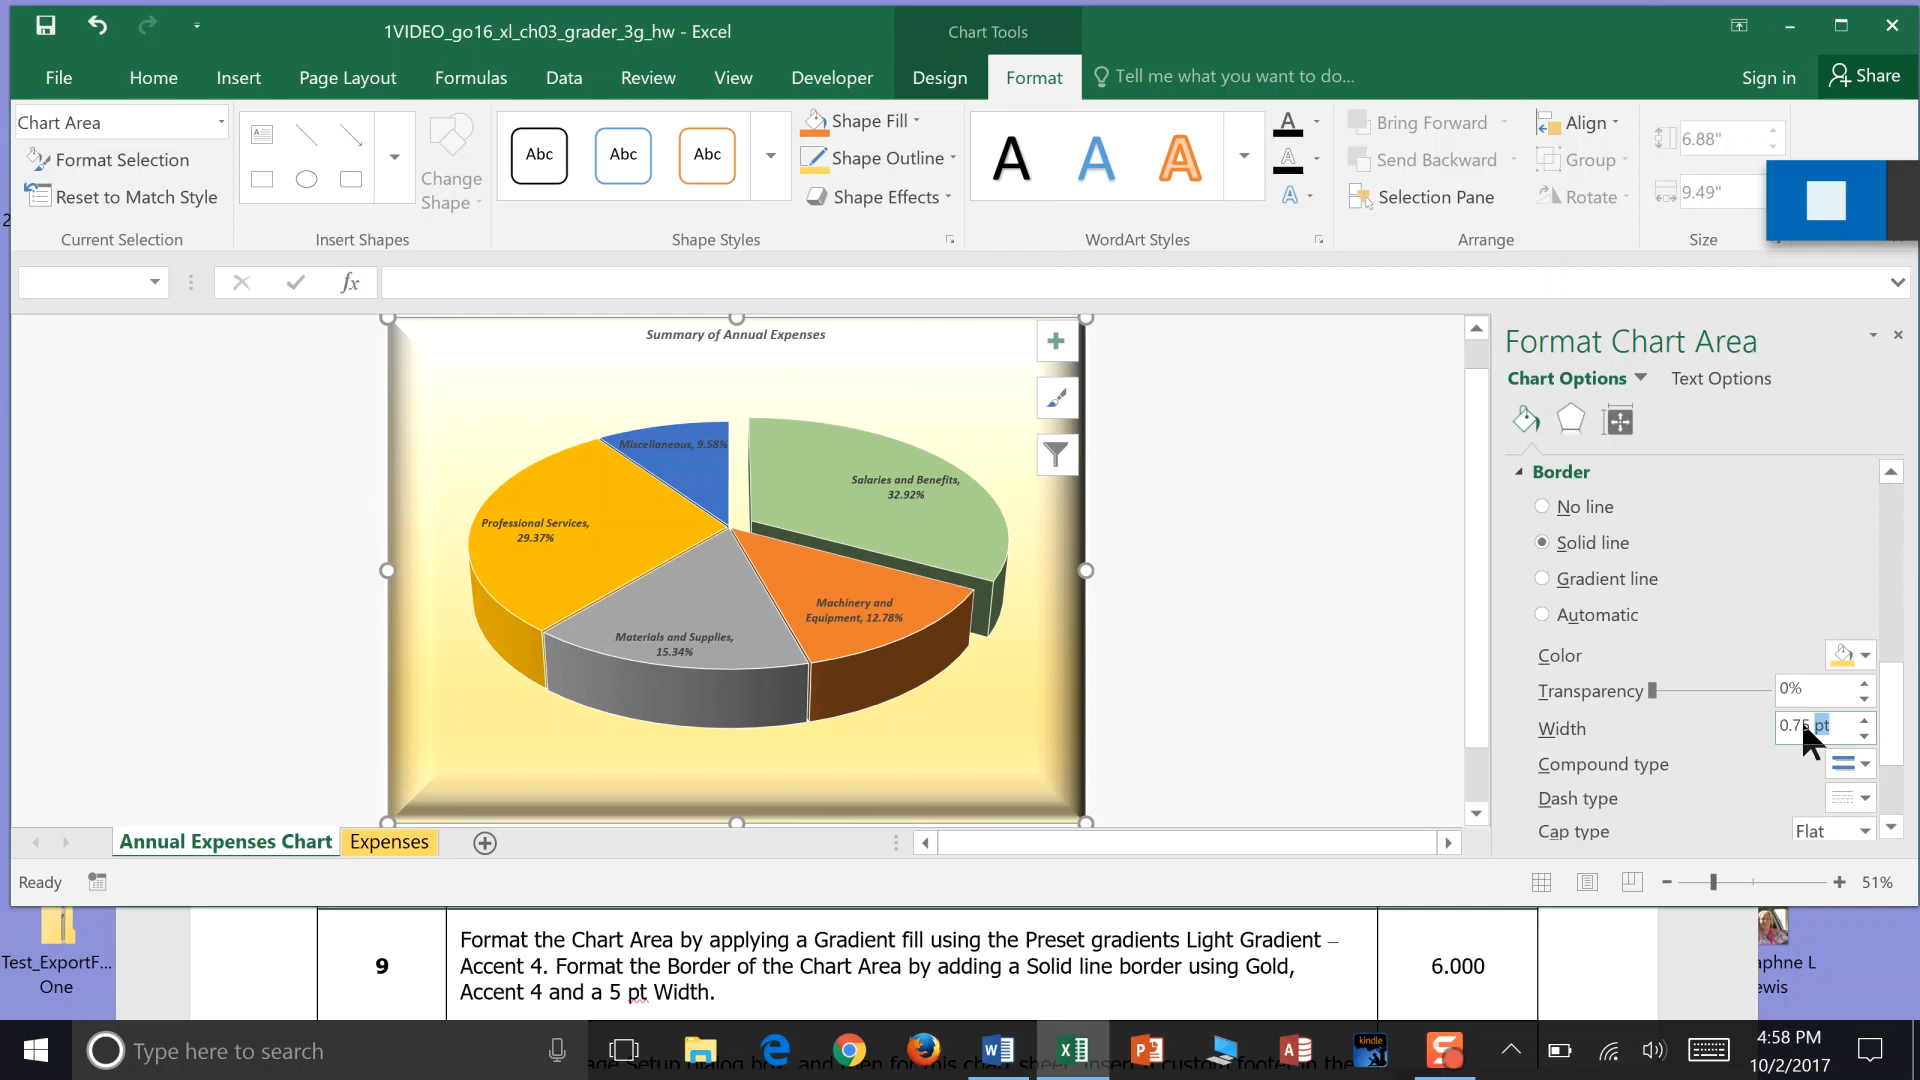 1VIDEO_go16_xl_ch03_grader_3g_hw - Excel
Chart Tools
File Home Insert Page Layout Formulas Data Review View Developer Design Format Tell me what you want to do... Sign in Share
Chart Area
Format Selection
Reset to Match Style
Current Selection
Change
Shape
Insert Shapes
Abc Abc Abc
Shape Fill
Shape Outline
Shape Effects
Shape Styles
A A A
A
A
A
WordArt Styles
Bring Forward
Send Backward
Selection Pane
Align
Group
Rotate
Arrange
6.88"
9.49"
Size
2
fx
Summary of Annual Expenses
Miscellaneous, 9.58%
Salaries and Benefits,
32.92%
Professional Services,
29.37%
Machinery and
Equipment, 12.78%
Materials and Supplies,
15.34%
Format Chart Area
Chart Options Text Options
Border
No line
Solid line
Gradient line
Automatic
Color
Transparency 0%
Width 0.75 pt
Compound type
Dash type
Cap type Flat
Annual Expenses Chart Expenses
Ready
51%
Test_ExportF...
One
9
Format the Chart Area by applying a Gradient fill using the Preset gradients Light Gradient –
Accent 4. Format the Border of the Chart Area by adding a Solid line border using Gold,
Accent 4 and a 5 pt Width.
6.000
aphne L
ewis
Type here to search
kindle
4:58 PM
10/2/2017